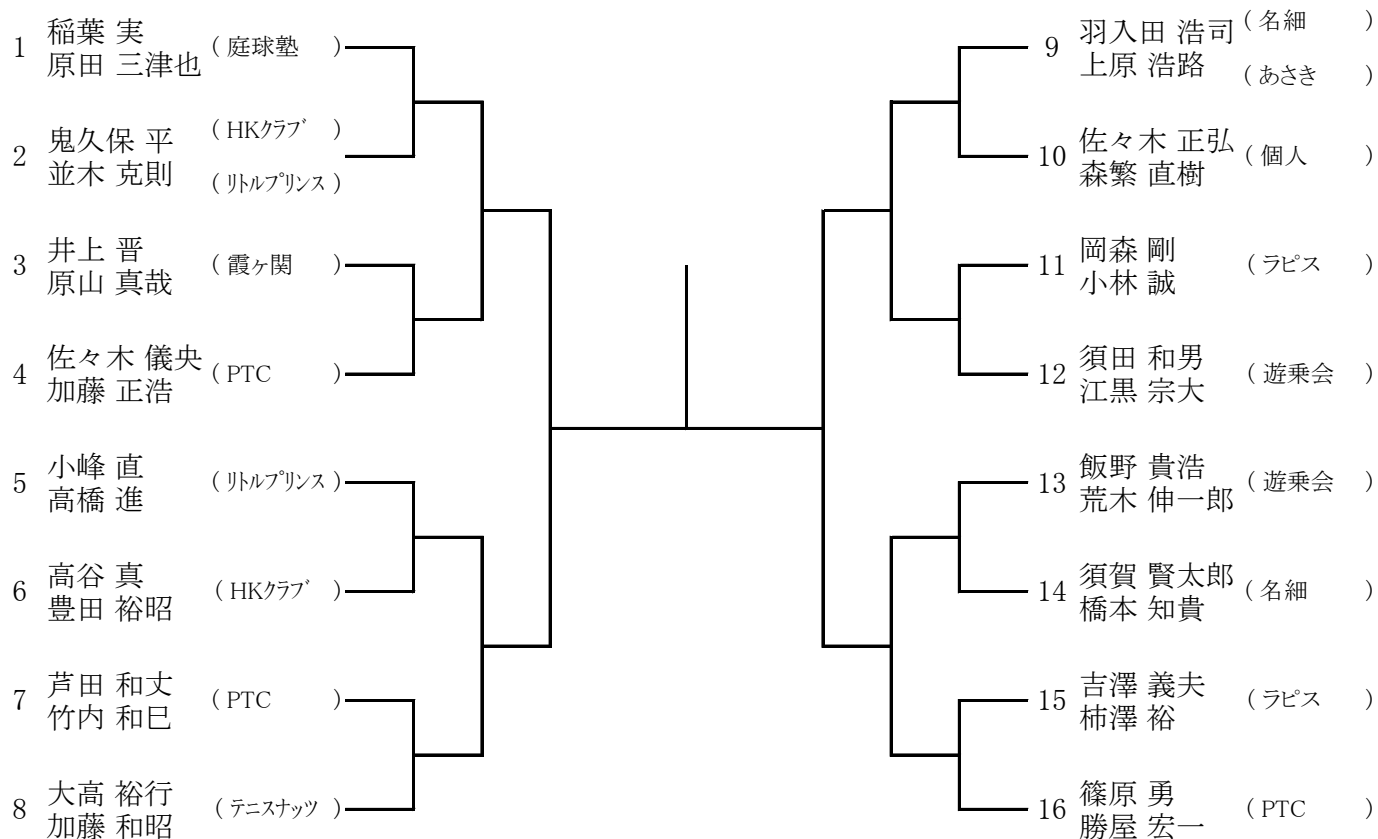 1 稲葉 実
原田 三津也 ( 庭球塾 )
2 鬼久保 平 ( HKｸﾗﾌﾞ )
並木 克則 ( ﾘﾄﾙﾌﾟﾘﾝｽ )
3 井上 晋
原山 真哉 ( 霞ヶ関 )
4 佐々木 儀央
加藤 正浩 ( PTC )
5 小峰 直
高橋 進 ( ﾘﾄﾙﾌﾟﾘﾝｽ )
6 高谷 真
豊田 裕昭 ( HKｸﾗﾌﾞ )
7 芦田 和丈
竹内 和巳 ( PTC )
8 大高 裕行
加藤 和昭 ( ﾃﾆｽﾅｯﾂ )
9 羽入田 浩司 ( 名細 )
上原 浩路 ( あさき )
10 佐々木 正弘
森繁 直樹 ( 個人 )
11 岡森 剛
小林 誠 ( ラピス )
12 須田 和男
江黒 宗大 ( 遊乗会 )
13 飯野 貴浩
荒木 伸一郎 ( 遊乗会 )
14 須賀 賢太郎
橋本 知貴 ( 名細 )
15 吉澤 義夫
柿澤 裕 ( ラピス )
16 篠原 勇
勝屋 宏一 ( PTC )